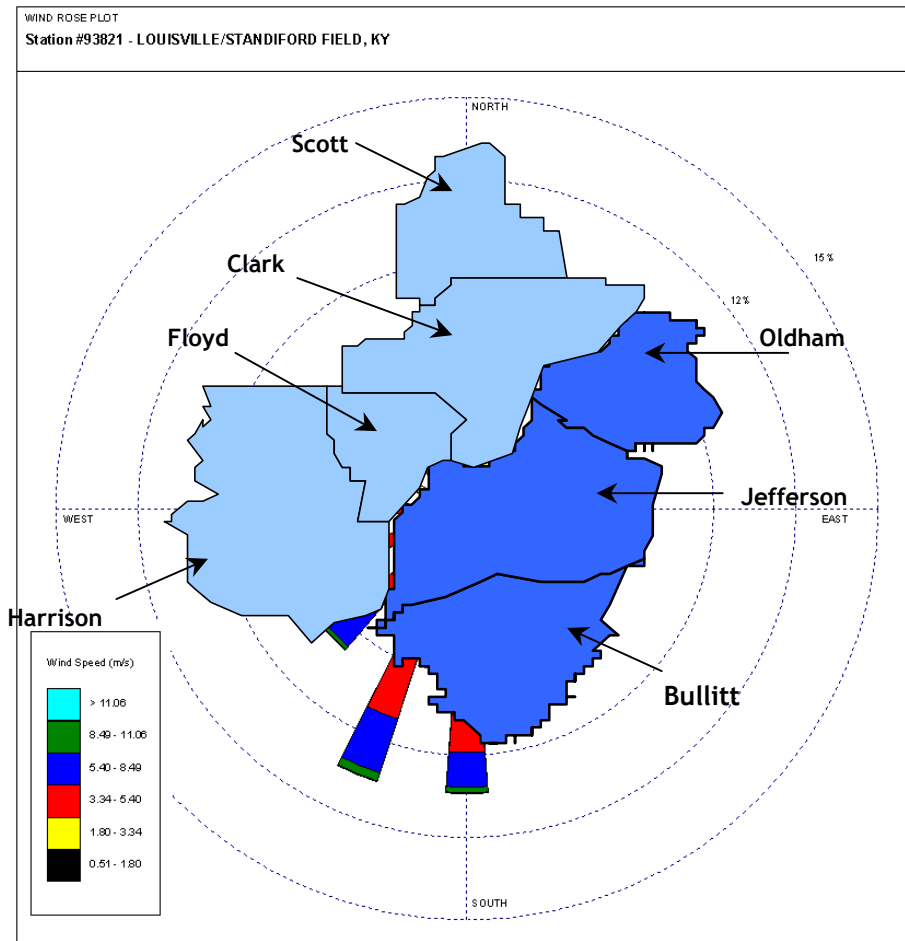 WIND ROSE PLOT
Station #93821 - LOUISVILLE/STANDIFORD FIELD, KY
NORTH
Scott
15 %
Clark
12 %
Floyd
Oldham
Jefferson
WEST
EAST
Harrison
Wind Speed (m/s)
> 11.06
8.49 - 11.06
5.40 - 8.49
3.34 - 5.40
1.80 - 3.34
0.51 - 1.80
Bullitt
SOUTH